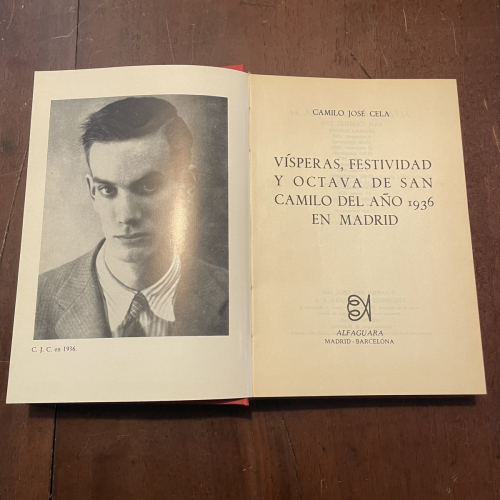 C. J. C. en 1936
CAMILO JOSÉ CELA
VÍSPERAS, FESTIVIDAD
Y OCTAVA DE SAN
CAMILO DEL AÑO 1936
EN MADRID
ALFAGUARA
MADRID - BARCELONA